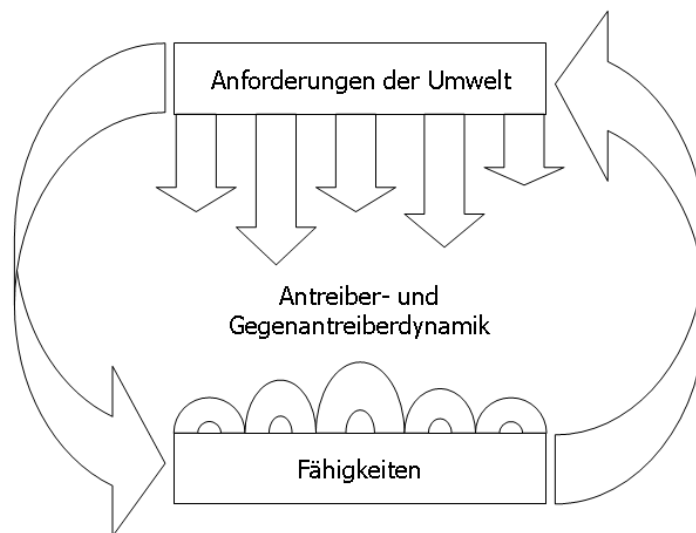 Anforderungen der Umwelt
Antreiber- und
Gegenantreiberdynamik
Fähigkeiten